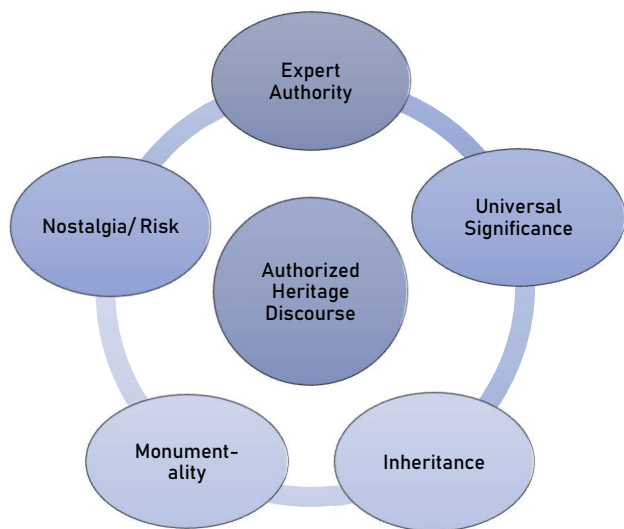 Expert
Authority
Universal
Significance
Inheritance
Monument-
ality
Nostalgia/ Risk
Authorized
Heritage
Discourse